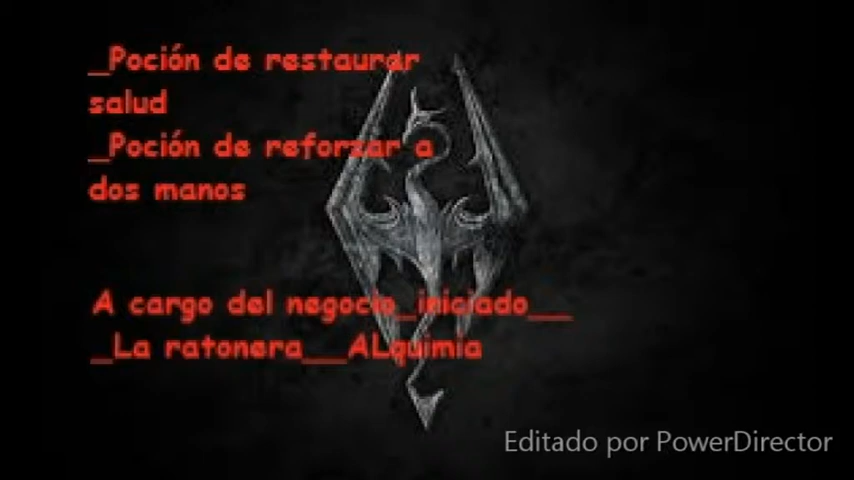 _Poción de restaurar
salud
_Poción de reforzar a
dos manos
A cargo del negocio_iniciado__
_La ratonera__ALquimia
Editado por PowerDirector